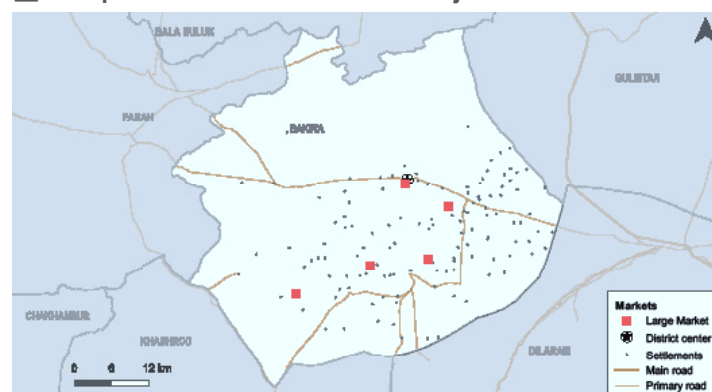 BALA BULUK
GULISTAN
FARAH
BAKWA
CHAKHANSUR
KHASHROD
DILARAM
0 6 12 km
Markets
Large Market
District center
Settlements
Main road
Primary road